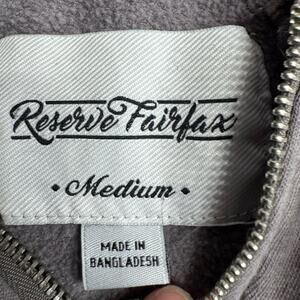 Reserve Fairfax
• Medium •
MADE IN
BANGLADESH